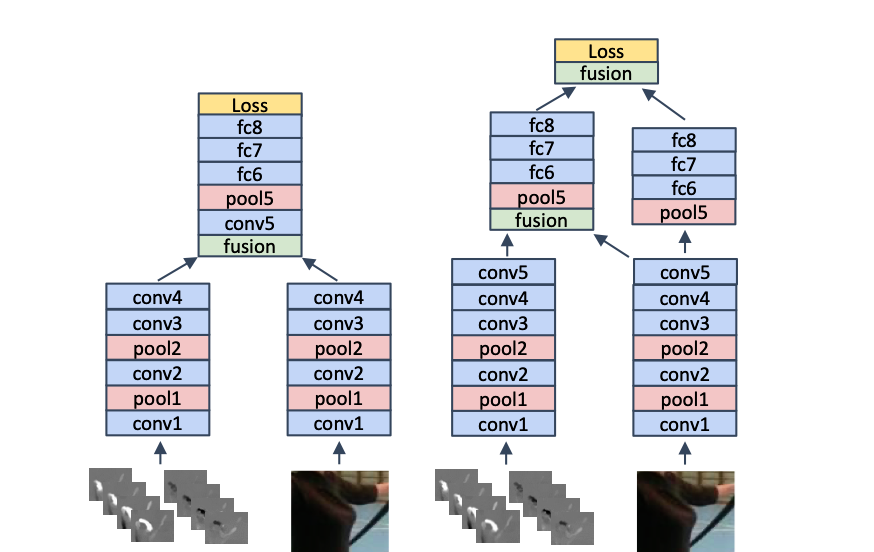 Loss
fc8
fc7
fc6
pool5
conv5
fusion
conv4
conv3
pool2
conv2
pool1
conv1
conv4
conv3
pool2
conv2
pool1
conv1
Loss
fusion
fc8
fc7
fc6
pool5
fusion
fc8
fc7
fc6
pool5
conv5
conv4
conv3
pool2
conv2
pool1
conv1
conv5
conv4
conv3
pool2
conv2
pool1
conv1